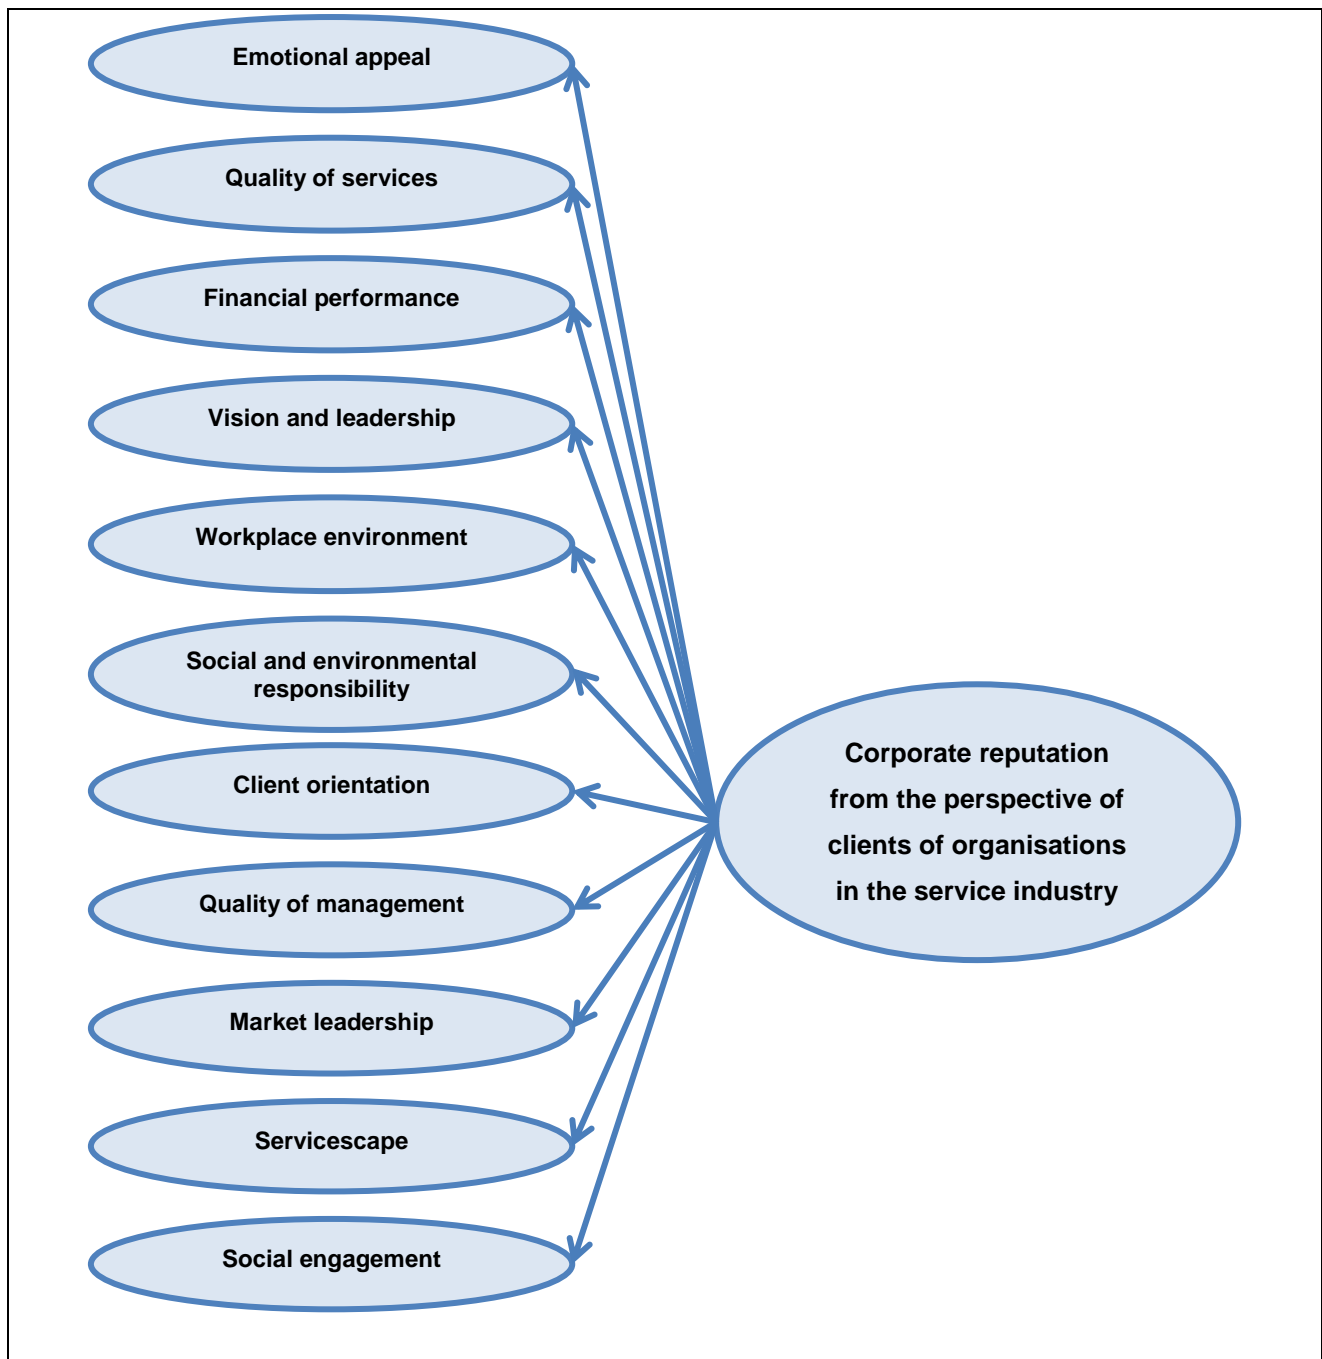 Emotional appeal
Quality of services
Financial performance
Vision and leadership
Workplace environment
Social and environmental
responsibility
Client orientation
Quality of management
Market leadership
Servicescape
Social engagement
Corporate reputation
from the perspective of
clients of organisations
in the service industry